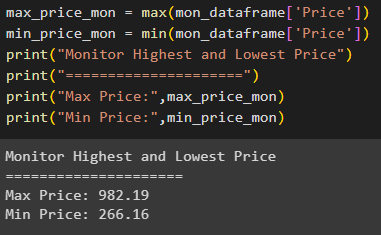 max_price_mon = max(mon_dataframe['Price'])
min_price_mon = min(mon_dataframe['Price'])
print("Monitor Highest and Lowest Price")
print("=====================")
print("Max Price:",max_price_mon)
print("Min Price:",min_price_mon)
Monitor Highest and Lowest Price
=====================
Max Price: 982.19
Min Price: 266.16